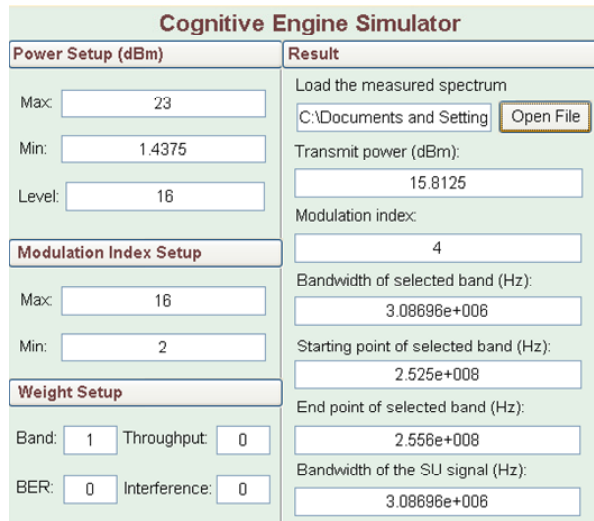 Cognitive Engine Simulator
Power Setup (dBm)
Max: 23
Min: 1.4375
Level: 16
Modulation Index Setup
Max: 16
Min: 2
Weight Setup
Band: 1 Throughput: 0
BER: 0 Interference: 0
Result
Load the measured spectrum
C:\Documents and Setting Open File
Transmit power (dBm):
15.8125
Modulation index:
4
Bandwidth of selected band (Hz):
3.08696e+006
Starting point of selected band (Hz):
2.525e+008
End point of selected band (Hz):
2.556e+008
Bandwidth of the SU signal (Hz):
3.08696e+006